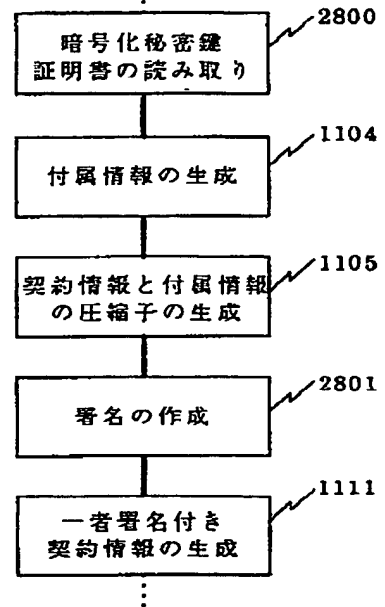 2800
暗号化秘密鍵
証明書の読み取り
1104
付属情報の生成
1105
契約情報と付属情報
の圧縮子の生成
2801
署名の作成
1111
一者署名付き
契約情報の生成